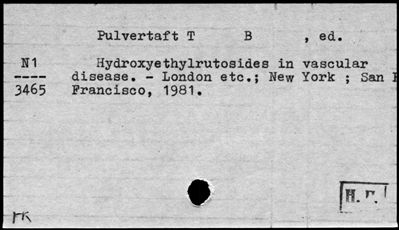 Pulvertaft T B , ed.
N1 Hydroxyethylrutosides in vascular
---- disease. - London etc.; New York ; San
3465 Francisco, 1981.